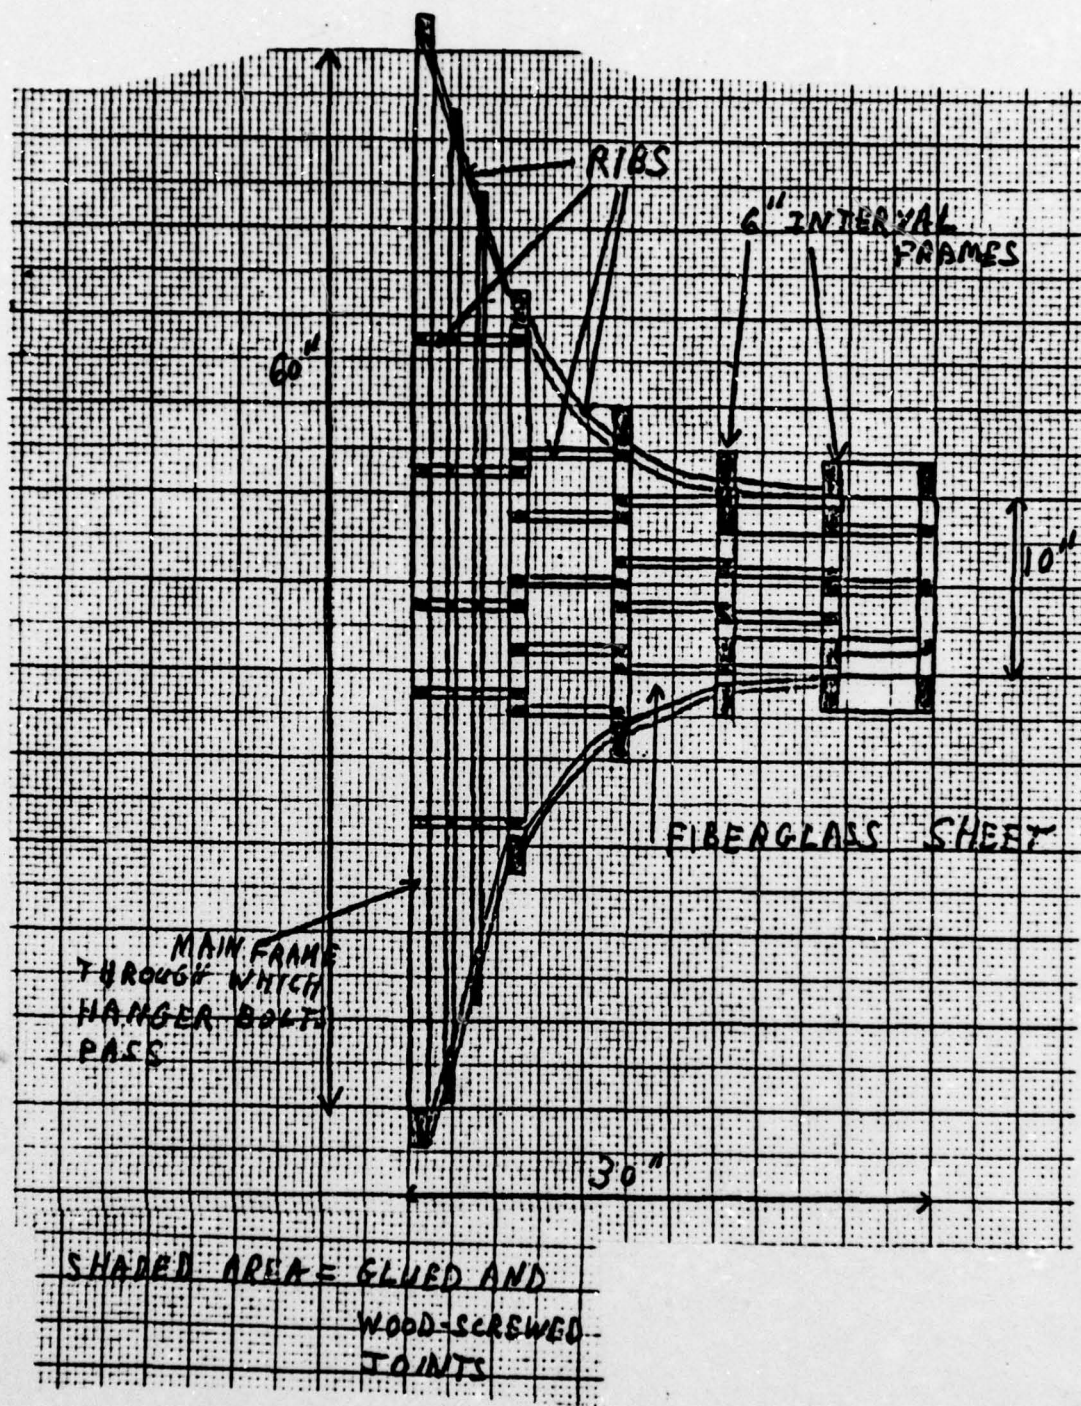 RIBS
6" INTERVAL
FRAMES
60"
10"
FIBERGLASS SHEET
MAIN FRAME
THROUGH WHICH
HANGER BOLTS
PASS
30"
SHADED AREA = GLUED AND
WOOD-SCREWED
JOINTS